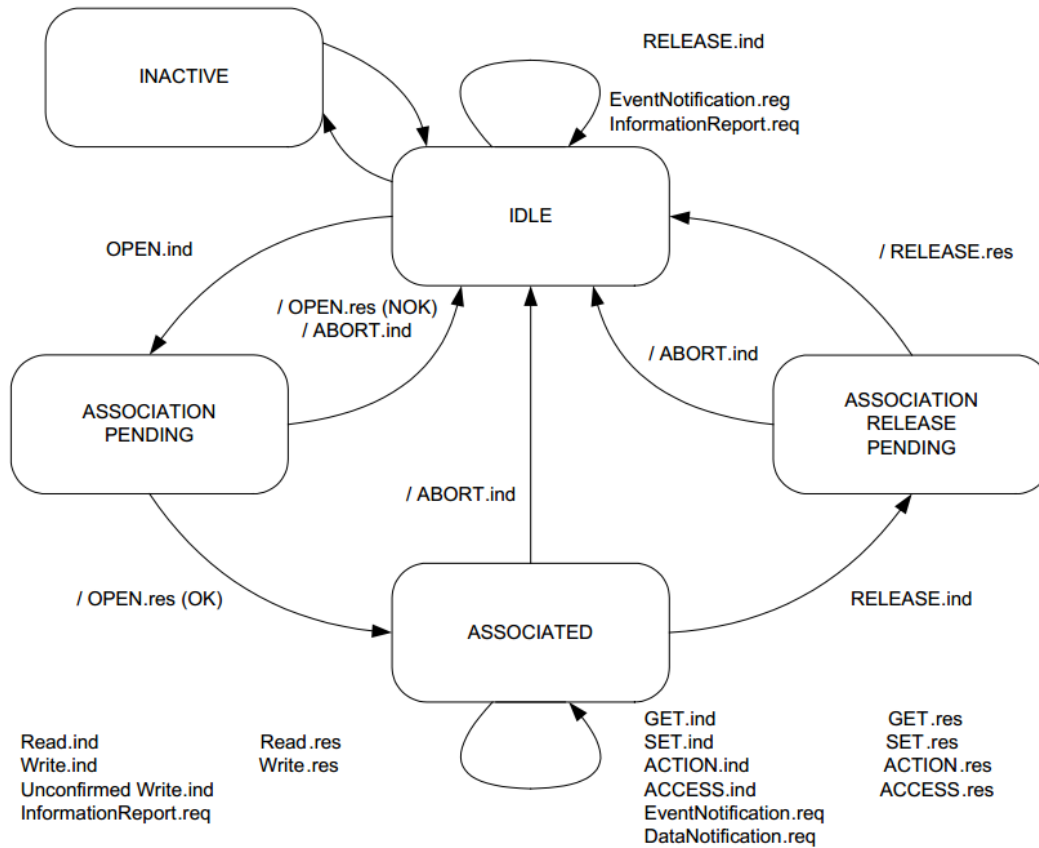 RELEASE.ind
INACTIVE
EventNotification.reg
InformationReport.req
IDLE
OPEN.ind
/ RELEASE.res
/ OPEN.res (NOK)
/ ABORT.ind
/ ABORT.ind
ASSOCIATION
PENDING
ASSOCIATION
RELEASE
PENDING
/ ABORT.ind
/ OPEN.res (OK)
RELEASE.ind
ASSOCIATED
Read.ind
Write.ind
Unconfirmed Write.ind
InformationReport.req
Read.res
Write.res
GET.ind
SET.ind
ACTION.ind
ACCESS.ind
EventNotification.req
DataNotification.req
GET.res
SET.res
ACTION.res
ACCESS.res